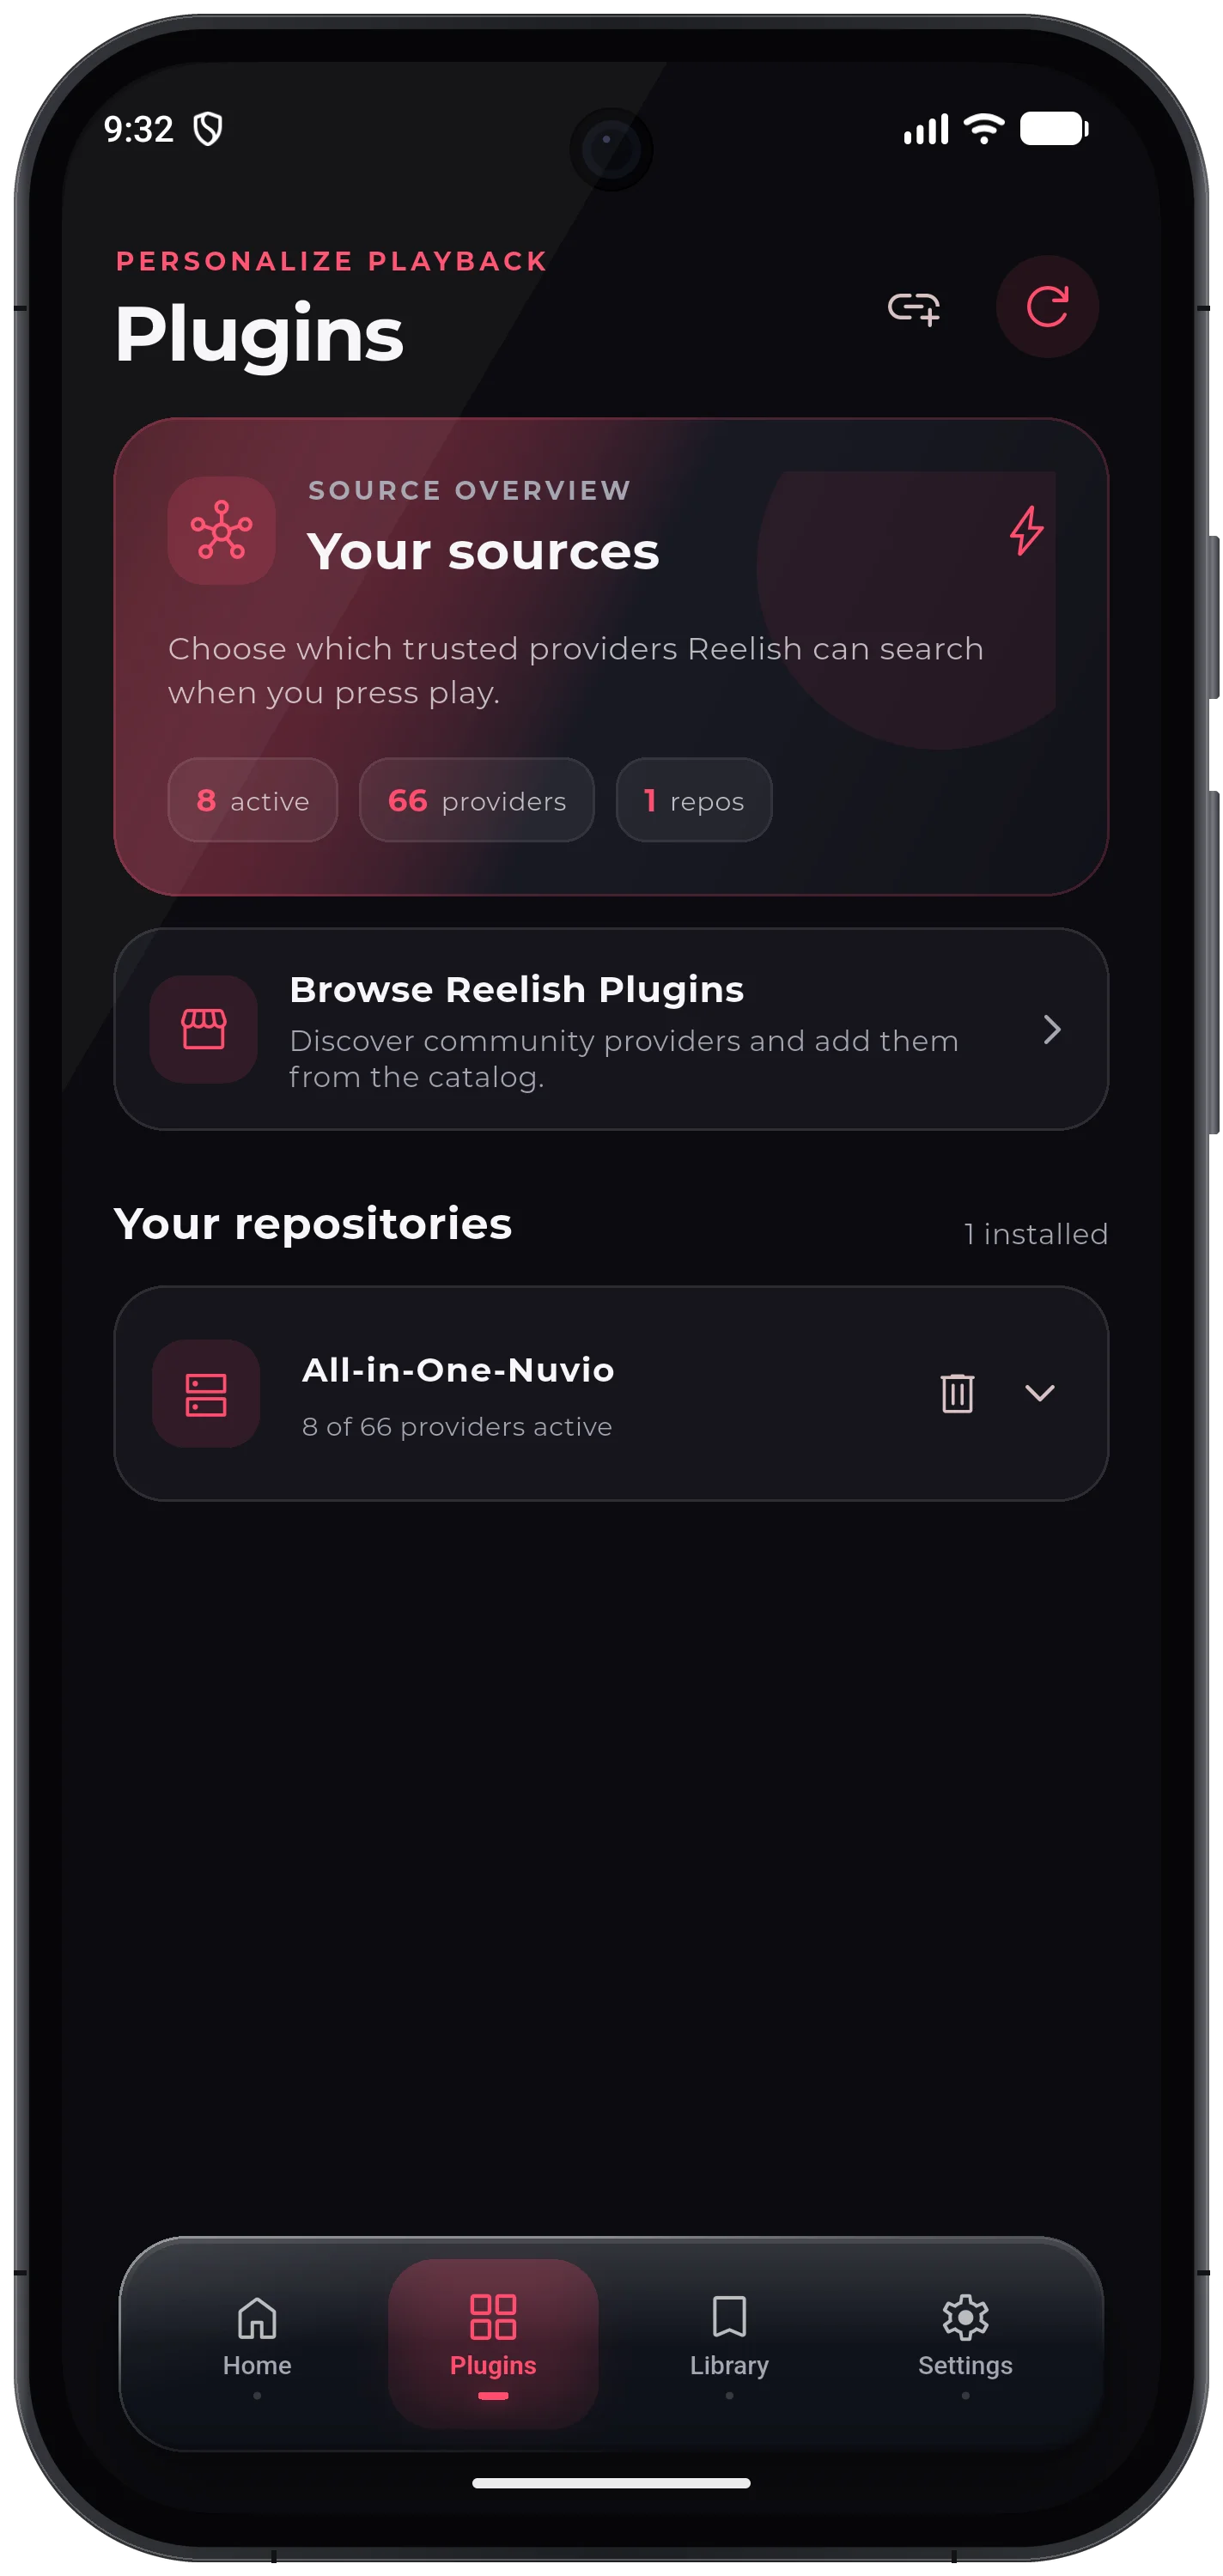 9:32
PERSONALIZE PLAYBACK
Plugins
SOURCE OVERVIEW
Your sources
Choose which trusted providers Reelish can search
when you press play.
8 active 66 providers 1 repos
Browse Reelish Plugins
Discover community providers and add them
from the catalog.
Your repositories
1 installed
All-in-One-Nuvio
8 of 66 providers active
Home Plugins Library Settings